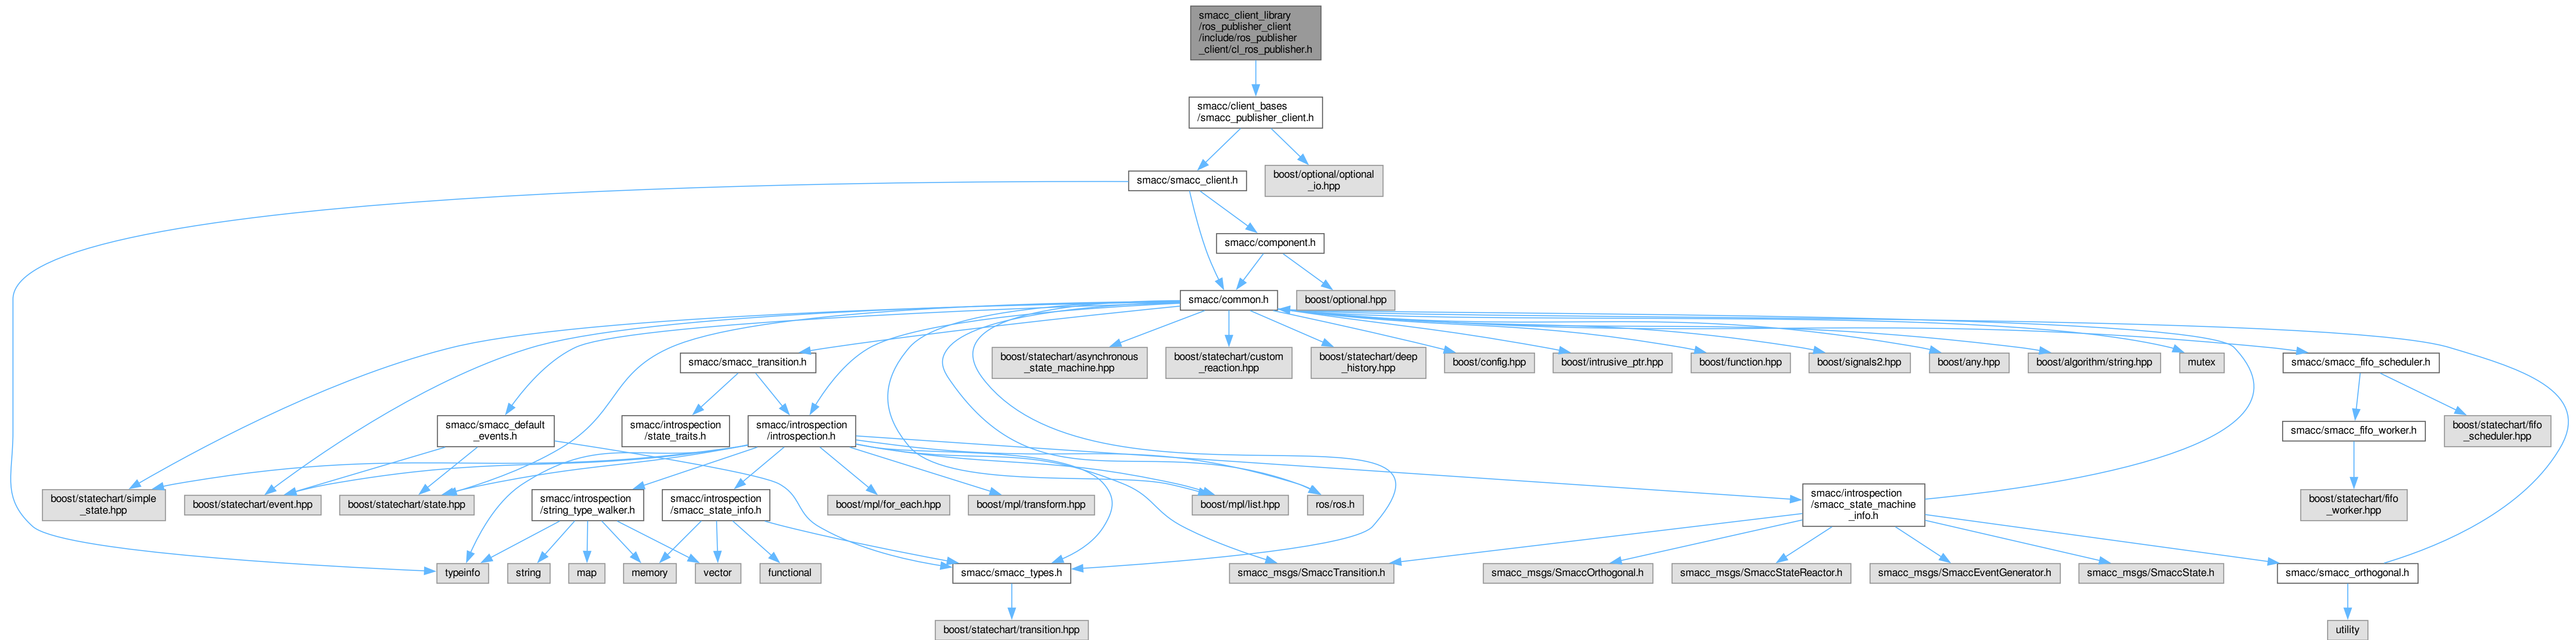 smacc_client_library
/ros_publisher_client
/include/ros_publisher
_client/cl_ros_publisher.h
smacc/client_bases
/smacc_publisher_client.h
smacc/smacc_client.h
boost/optional/optional
_io.hpp
smacc/component.h
smacc/common.h
boost/optional.hpp
smacc/smacc_transition.h
boost/statechart/asynchronous
_state_machine.hpp
boost/statechart/custom
_reaction.hpp
boost/statechart/deep
_history.hpp
boost/config.hpp
boost/intrusive_ptr.hpp
boost/function.hpp
boost/signals2.hpp
boost/any.hpp
boost/algorithm/string.hpp
mutex
smacc/smacc_fifo_scheduler.h
smacc/smacc_default
_events.h
smacc/introspection
/state_traits.h
smacc/introspection
/introspection.h
smacc/smacc_fifo_worker.h
boost/statechart/fifo
_scheduler.hpp
boost/statechart/simple
_state.hpp
boost/statechart/event.hpp
boost/statechart/state.hpp
smacc/introspection
/string_type_walker.h
smacc/introspection
/smacc_state_info.h
boost/mpl/for_each.hpp
boost/mpl/transform.hpp
boost/mpl/list.hpp
ros/ros.h
smacc/introspection
/smacc_state_machine
_info.h
boost/statechart/fifo
_worker.hpp
typeinfo
string
map
memory
vector
functional
smacc/smacc_types.h
smacc_msgs/SmaccTransition.h
smacc_msgs/SmaccOrthogonal.h
smacc_msgs/SmaccStateReactor.h
smacc_msgs/SmaccEventGenerator.h
smacc_msgs/SmaccState.h
smacc/smacc_orthogonal.h
boost/statechart/transition.hpp
utility